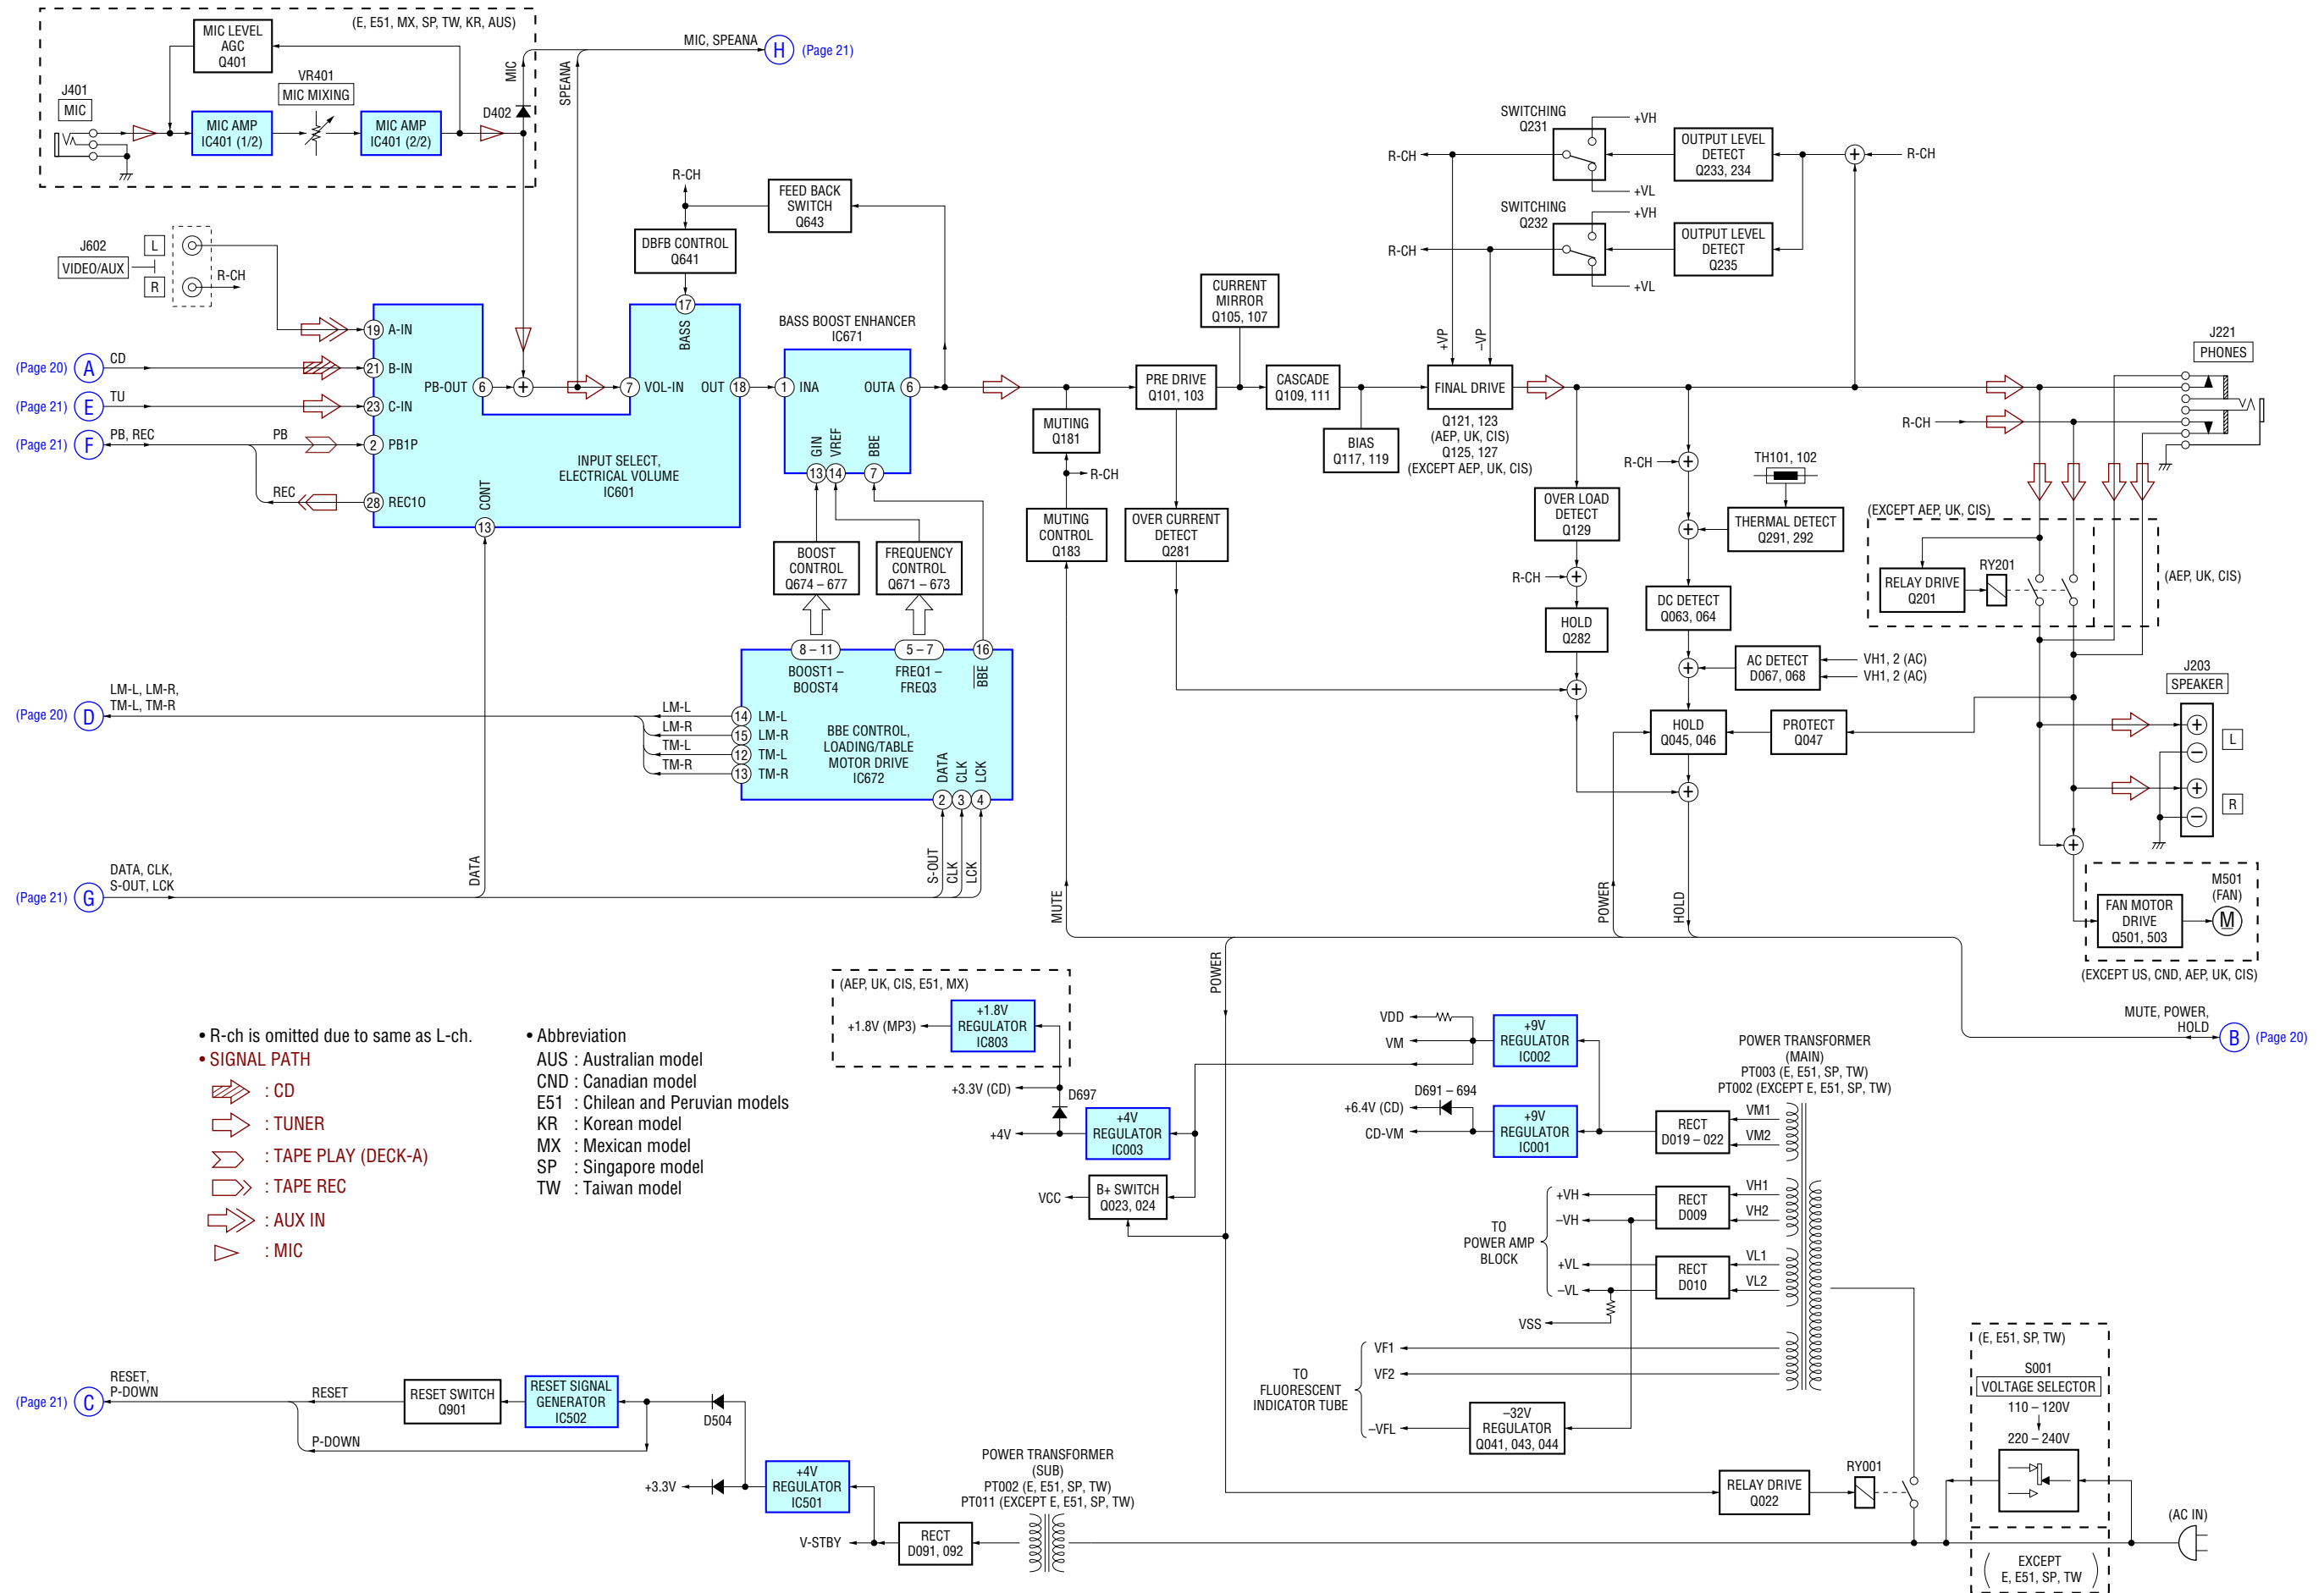 (E, E51, MX, SP, TW, KR, AUS)
MIC LEVEL
AGC
Q401
VR401
MIC MIXING
J401
MIC
MIC AMP
IC401 (1/2)
MIC AMP
IC401 (2/2)
D402
MIC
SPEANA
MIC, SPEANA
H
(Page 21)
J602
VIDEO/AUX
L
R
R-CH
R-CH
FEED BACK
SWITCH
Q643
DBFB CONTROL
Q641
(Page 20)
A
CD
(Page 21)
E
TU
(Page 21)
F
PB, REC
PB
REC
19
A-IN
21
B-IN
23
C-IN
2
PB1P
28
REC1O
PB-OUT
6
+
7
VOL-IN
17
BASS
OUT
18
CONT
13
INPUT SELECT,
ELECTRICAL VOLUME
IC601
BASS BOOST ENHANCER
IC671
1
INA
OUTA
6
GIN
VREF
BBE
13
14
7
BOOST
CONTROL
Q674 – 677
FREQUENCY
CONTROL
Q671 – 673
8 – 11
5 – 7
16
BOOST1 –
BOOST4
FREQ1 –
FREQ3
BBE
BBE CONTROL,
LOADING/TABLE
MOTOR DRIVE
IC672
14
LM-L
15
LM-R
12
TM-L
13
TM-R
LM-L
LM-R
TM-L
TM-R
DATA
CLK
LCK
2
3
4
S-OUT
CLK
LCK
(Page 20)
D
LM-L, LM-R,
TM-L, TM-R
(Page 21)
G
DATA, CLK,
S-OUT, LCK
DATA
MUTING
Q181
R-CH
MUTING
CONTROL
Q183
PRE DRIVE
Q101, 103
OVER CURRENT
DETECT
Q281
CURRENT
MIRROR
Q105, 107
CASCADE
Q109, 111
BIAS
Q117, 119
FINAL DRIVE
Q121, 123
(AEP, UK, CIS)
Q125, 127
(EXCEPT AEP, UK, CIS)
+VP
–VP
SWITCHING
Q231
+VH
+VL
R-CH
OUTPUT LEVEL
DETECT
Q233, 234
+
R-CH
SWITCHING
Q232
+VH
+VL
R-CH
OUTPUT LEVEL
DETECT
Q235
OVER LOAD
DETECT
Q129
R-CH
+
HOLD
Q282
+
R-CH
+
TH101, 102
+
THERMAL DETECT
Q291, 292
DC DETECT
Q063, 064
+
AC DETECT
D067, 068
VH1, 2 (AC)
VH1, 2 (AC)
HOLD
Q045, 046
PROTECT
Q047
+
J221
PHONES
R-CH
(EXCEPT AEP, UK, CIS)
RELAY DRIVE
Q201
RY201
(AEP, UK, CIS)
J203
SPEAKER
+
–
L
+
–
R
+
FAN MOTOR
DRIVE
Q501, 503
M501
(FAN)
M
(EXCEPT US, CND, AEP, UK, CIS)
MUTE
POWER
HOLD
POWER
MUTE, POWER,
HOLD
B
(Page 20)
• R-ch is omitted due to same as L-ch.
• SIGNAL PATH
: CD
: TUNER
: TAPE PLAY (DECK-A)
: TAPE REC
: AUX IN
: MIC
• Abbreviation
AUS : Australian model
CND : Canadian model
E51 : Chilean and Peruvian models
KR : Korean model
MX : Mexican model
SP : Singapore model
TW : Taiwan model
(AEP, UK, CIS, E51, MX)
+1.8V
REGULATOR
IC803
+1.8V (MP3)
+3.3V (CD)
D697
+4V
+4V
REGULATOR
IC003
VCC
B+ SWITCH
Q023, 024
VDD
VM
+9V
REGULATOR
IC002
D691 – 694
+6.4V (CD)
CD-VM
+9V
REGULATOR
IC001
POWER TRANSFORMER
(MAIN)
PT003 (E, E51, SP, TW)
PT002 (EXCEPT E, E51, SP, TW)
RECT
D019 – 022
VM1
VM2
TO
POWER AMP
BLOCK
+VH
–VH
RECT
D009
VH1
VH2
+VL
–VL
RECT
D010
VL1
VL2
VSS
TO
FLUORESCENT
INDICATOR TUBE
VF1
VF2
–VFL
–32V
REGULATOR
Q041, 043, 044
(Page 21)
C
RESET,
P-DOWN
RESET
P-DOWN
RESET SWITCH
Q901
RESET SIGNAL
GENERATOR
IC502
D504
+3.3V
+4V
REGULATOR
IC501
V-STBY
RECT
D091, 092
POWER TRANSFORMER
(SUB)
PT002 (E, E51, SP, TW)
PT011 (EXCEPT E, E51, SP, TW)
RELAY DRIVE
Q022
RY001
(E, E51, SP, TW)
S001
VOLTAGE SELECTOR
110 – 120V
220 – 240V
(AC IN)
EXCEPT
E, E51, SP, TW